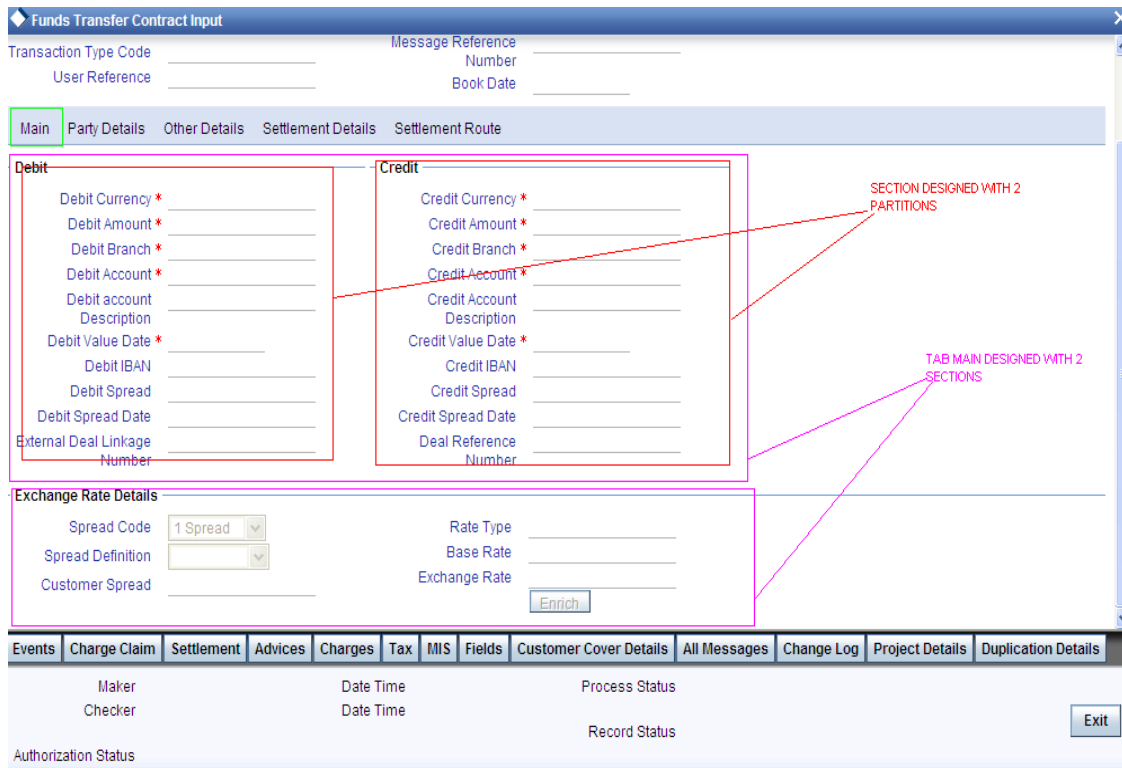 Funds Transfer Contract Input
Transaction Type Code
Message Reference
Number
User Reference
Book Date
Main Party Details Other Details Settlement Details Settlement Route
Debit
Credit
SECTION DESIGNED WITH 2
PARTITIONS
Debit Currency *
Credit Currency *
Debit Amount *
Credit Amount *
Debit Branch *
Credit Branch *
Debit Account *
Credit Account *
Debit account
Description
Credit Account
Description
Debit Value Date *
Credit Value Date *
TAB MAIN DESIGNED WITH 2
SECTIONS
Debit IBAN
Credit IBAN
Debit Spread
Credit Spread
Debit Spread Date
Credit Spread Date
External Deal Linkage
Number
Deal Reference
Number
Exchange Rate Details
Spread Code 1 Spread
Rate Type
Spread Definition
Base Rate
Customer Spread
Exchange Rate
Enrich
Events Charge Claim Settlement Advices Charges Tax MIS Fields Customer Cover Details All Messages Change Log Project Details Duplication Details
Maker Date Time Process Status
Checker Date Time
Record Status
Exit
Authorization Status